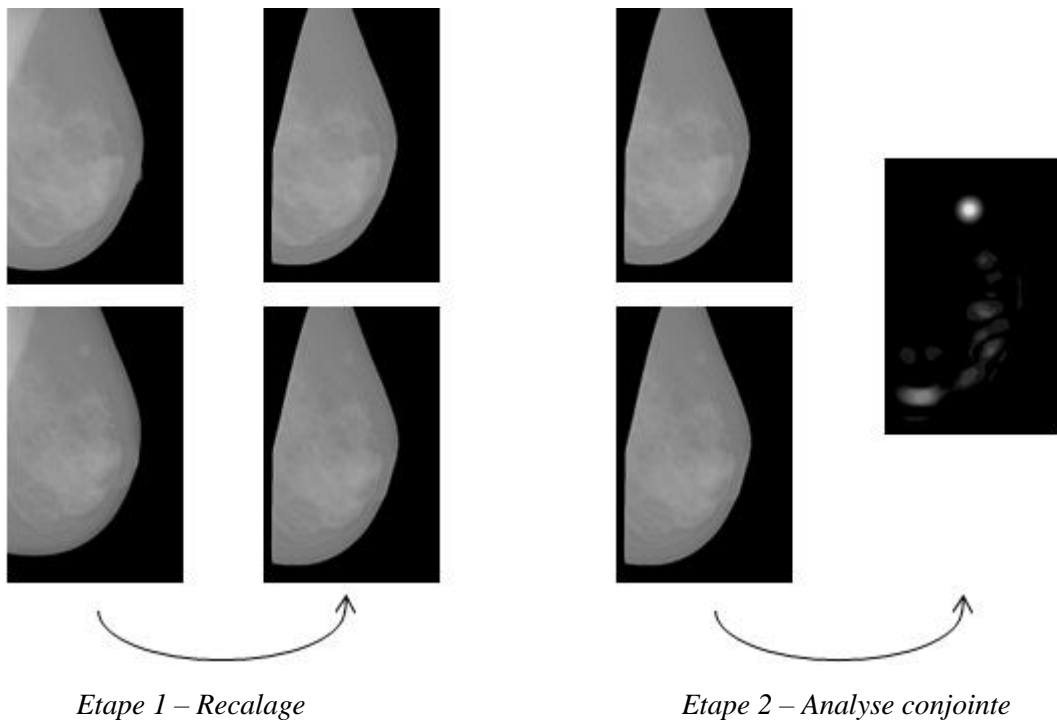 Etape 1 – Recalage
Etape 2 – Analyse conjointe